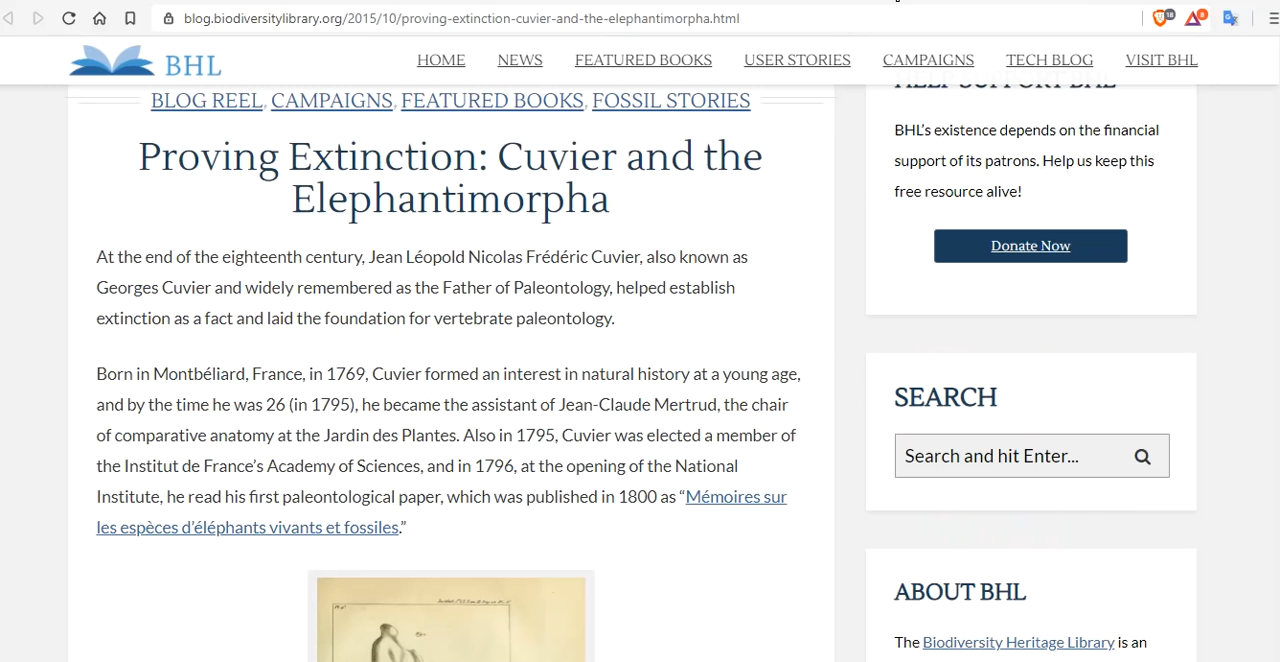 blog.biodiversitylibrary.org/2015/10/proving-extinction-cuvier-and-the-elephantimorpha.html
18
8
BHL
HOME NEWS FEATURED BOOKS USER STORIES CAMPAIGNS TECH BLOG VISIT BHL
BLOG REEL, CAMPAIGNS, FEATURED BOOKS, FOSSIL STORIES
Proving Extinction: Cuvier and the
Elephantimorpha
At the end of the eighteenth century, Jean Léopold Nicolas Frédéric Cuvier, also known as
Georges Cuvier and widely remembered as the Father of Paleontology, helped establish
extinction as a fact and laid the foundation for vertebrate paleontology.
Born in Montbéliard, France, in 1769, Cuvier formed an interest in natural history at a young age,
and by the time he was 26 (in 1795), he became the assistant of Jean-Claude Mertrud, the chair
of comparative anatomy at the Jardin des Plantes. Also in 1795, Cuvier was elected a member of
the Institut de France’s Academy of Sciences, and in 1796, at the opening of the National
Institute, he read his first paleontological paper, which was published in 1800 as “Mémoires sur
les espèces d’éléphants vivants et fossiles.”
HELP SUPPORT BHL
BHL’s existence depends on the financial
support of its patrons. Help us keep this
free resource alive!
Donate Now
SEARCH
Search and hit Enter...
ABOUT BHL
The Biodiversity Heritage Library is an